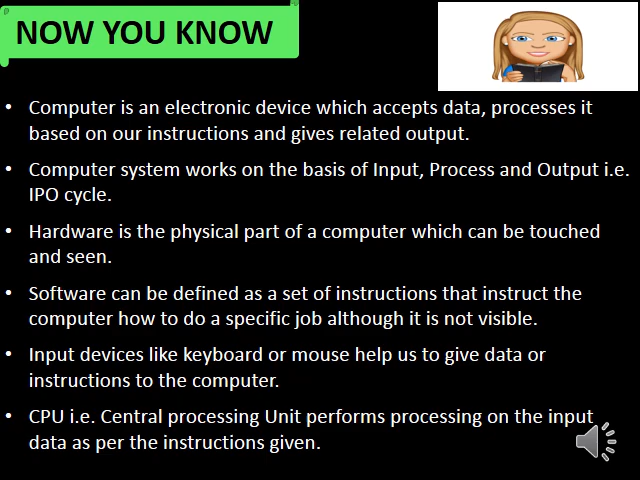 NOW YOU KNOW
• Computer is an electronic device which accepts data, processes it
based on our instructions and gives related output.
• Computer system works on the basis of Input, Process and Output i.e.
IPO cycle.
• Hardware is the physical part of a computer which can be touched
and seen.
• Software can be defined as a set of instructions that instruct the
computer how to do a specific job although it is not visible.
• Input devices like keyboard or mouse help us to give data or
instructions to the computer.
• CPU i.e. Central processing Unit performs processing on the input
data as per the instructions given.